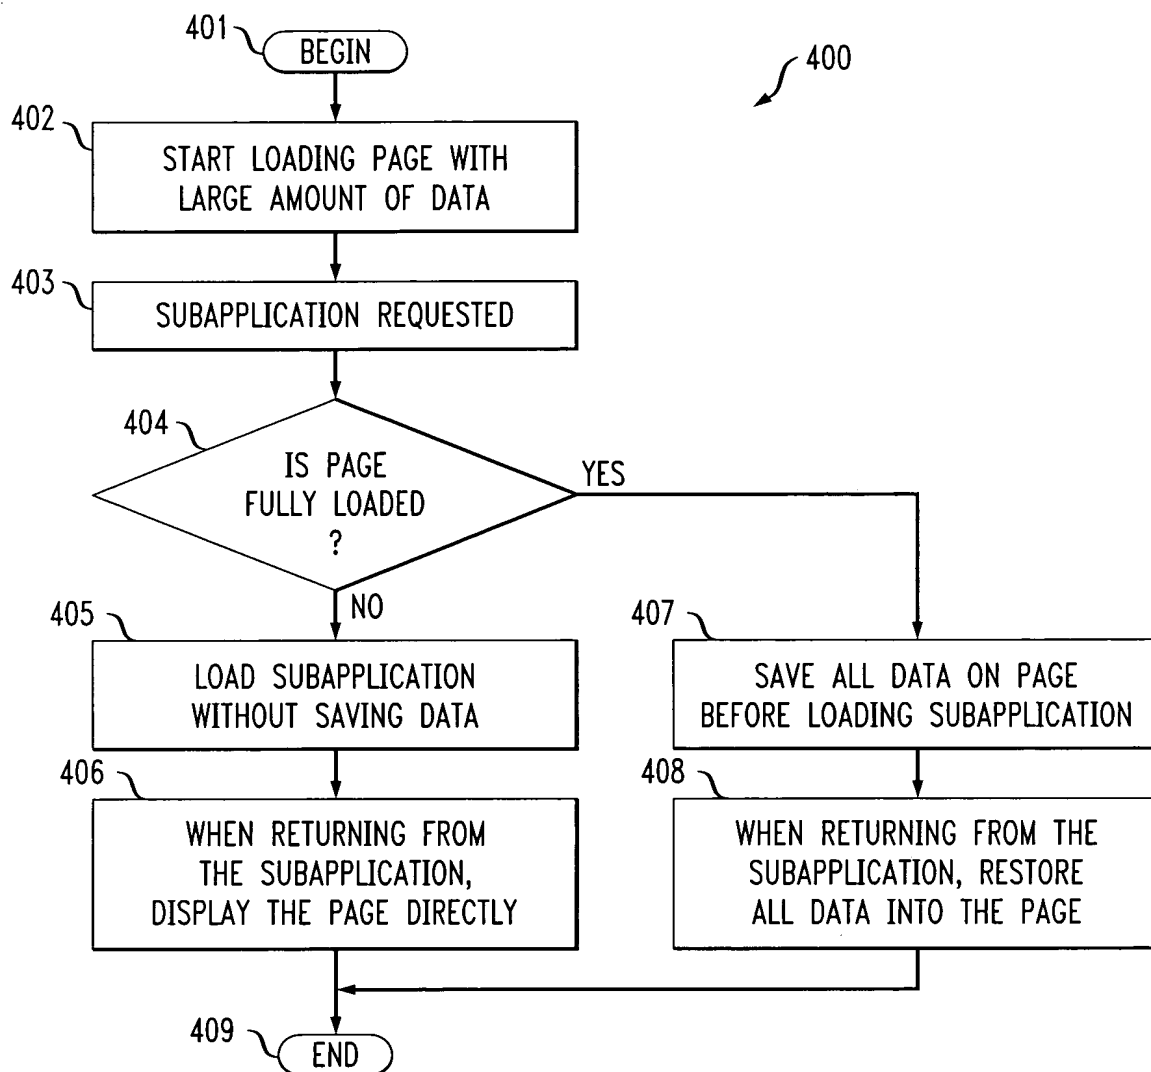 401
BEGIN
400
402
START LOADING PAGE WITH
LARGE AMOUNT OF DATA
403
SUBAPPLICATION REQUESTED
404
IS PAGE
FULLY LOADED
?
YES
NO
405
LOAD SUBAPPLICATION
WITHOUT SAVING DATA
407
SAVE ALL DATA ON PAGE
BEFORE LOADING SUBAPPLICATION
406
WHEN RETURNING FROM
THE SUBAPPLICATION,
DISPLAY THE PAGE DIRECTLY
408
WHEN RETURNING FROM THE
SUBAPPLICATION, RESTORE
ALL DATA INTO THE PAGE
409
END